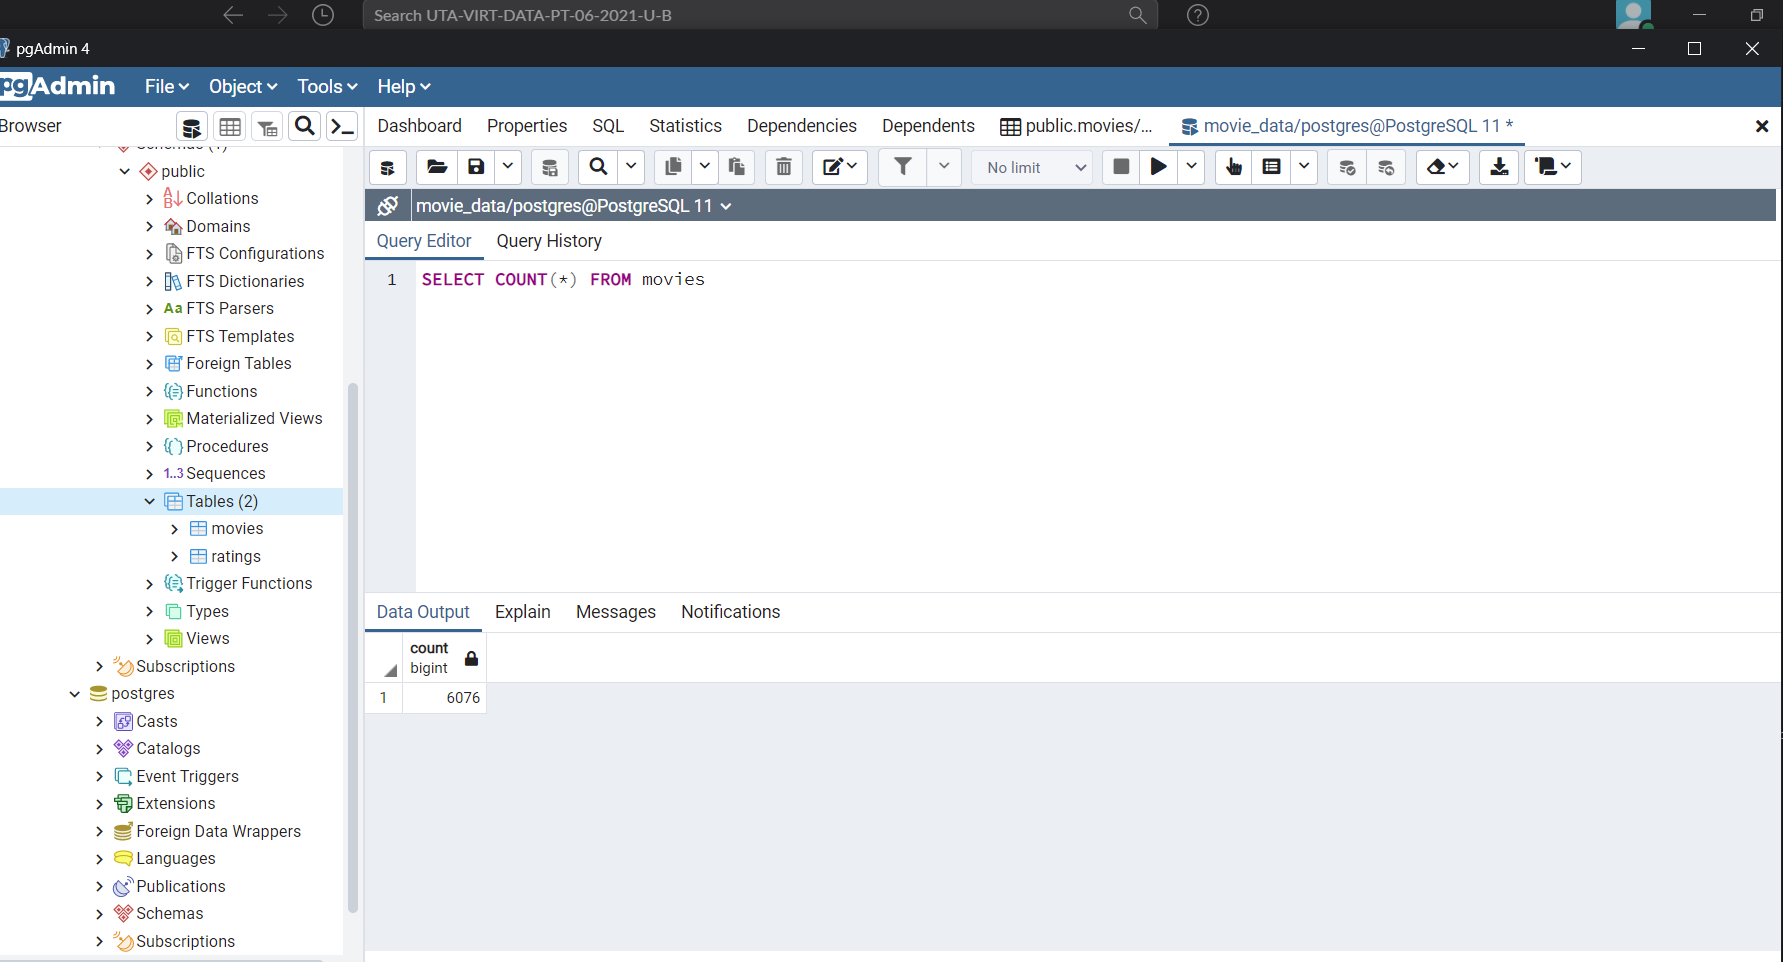 Search UTA-VIRT-DATA-PT-06-2021-U-B
pgAdmin 4
pgAdmin File Object Tools Help
Browser
Dashboard Properties SQL Statistics Dependencies Dependents public.movies/... movie_data/postgres@PostgreSQL 11 *
Schemas (1)
public
Collations
Domains
FTS Configurations
FTS Dictionaries
Aa FTS Parsers
FTS Templates
Foreign Tables
Functions
Materialized Views
Procedures
1..3 Sequences
Tables (2)
movies
ratings
Trigger Functions
Types
Views
Subscriptions
postgres
Casts
Catalogs
Event Triggers
Extensions
Foreign Data Wrappers
Languages
Publications
Schemas
Subscriptions
No limit
movie_data/postgres@PostgreSQL 11
Query Editor Query History
1 SELECT COUNT(*) FROM movies
Data Output Explain Messages Notifications
count
bigint
1 6076